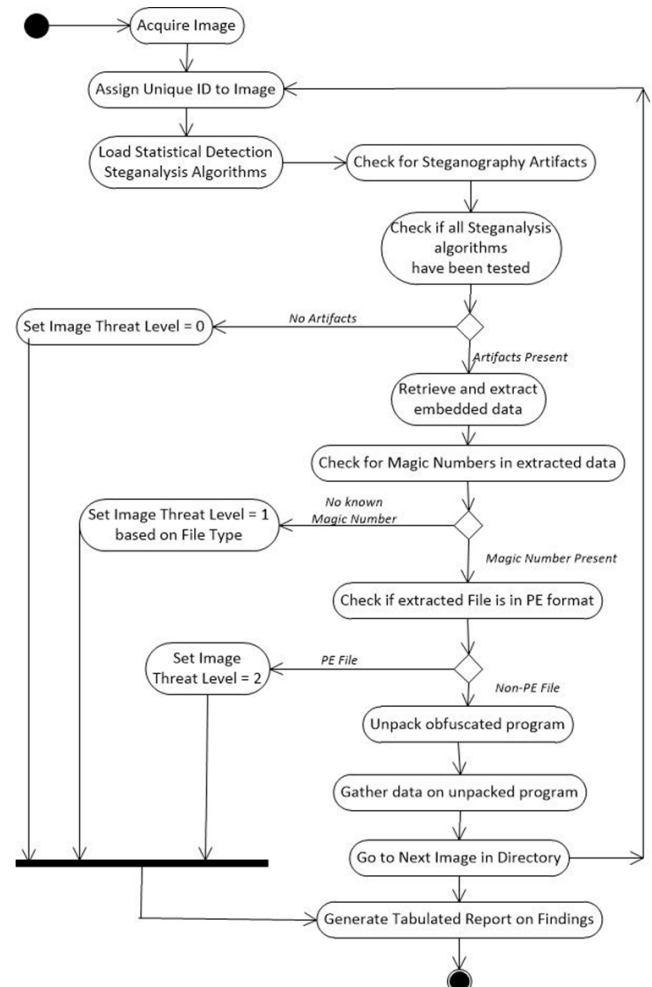 Acquire Image
Assign Unique ID to Image
Load Statistical Detection
Steganalysis Algorithms
Check for Steganography Artifacts
Check if all Steganalysis
algorithms
have been tested
No Artifacts
Set Image Threat Level = 0
Artifacts Present
Retrieve and extract
embedded data
Check for Magic Numbers in extracted data
No known
Magic Number
Set Image Threat Level = 1
based on File Type
Magic Number Present
Check if extracted File is in PE format
PE File
Set Image
Threat Level = 2
Non-PE File
Unpack obfuscated program
Gather data on unpacked program
Go to Next Image in Directory
Generate Tabulated Report on Findings